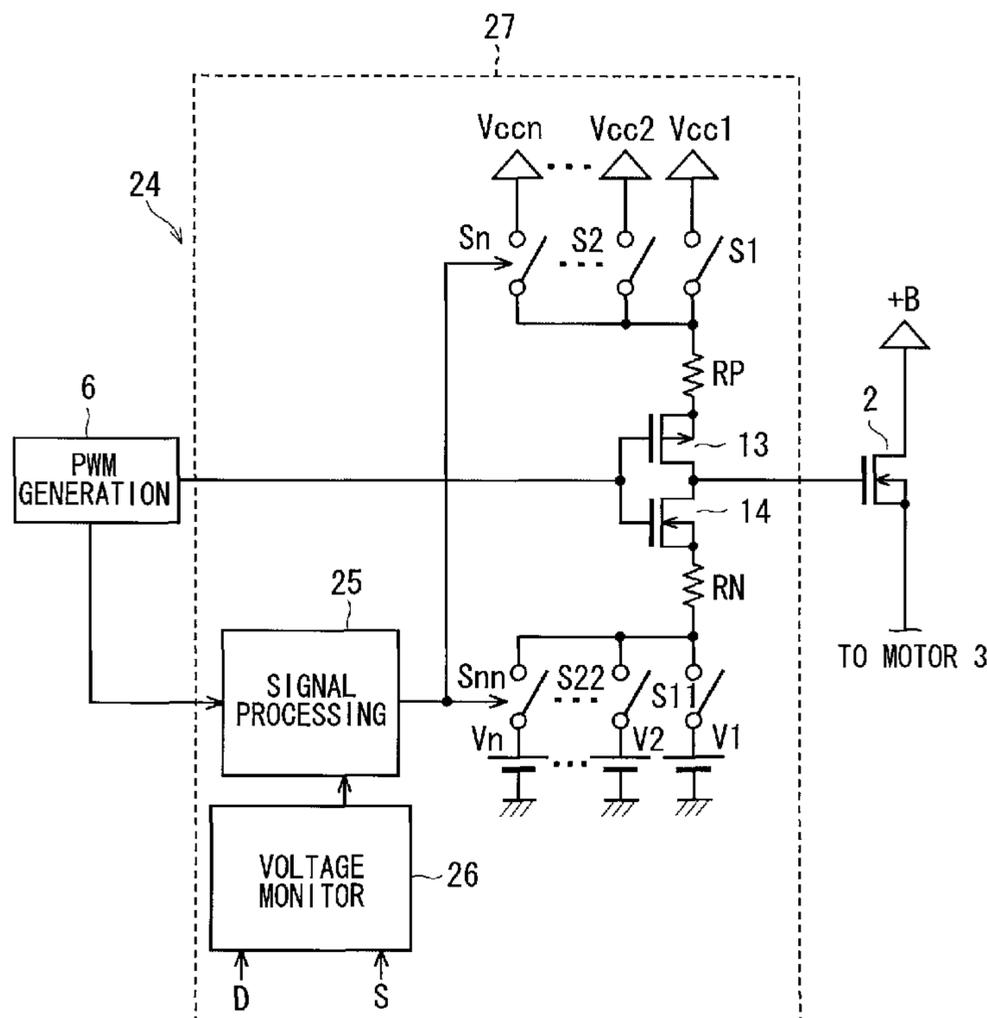 27
Vccn Vcc2 Vcc1
24
Sn S2 S1
+B
RP
6
2
PWM
GENERATION
13
14
25
RN
SIGNAL
PROCESSING
TO MOTOR 3
Snn S22 S11
Vn V2 V1
VOLTAGE
MONITOR
26
D S